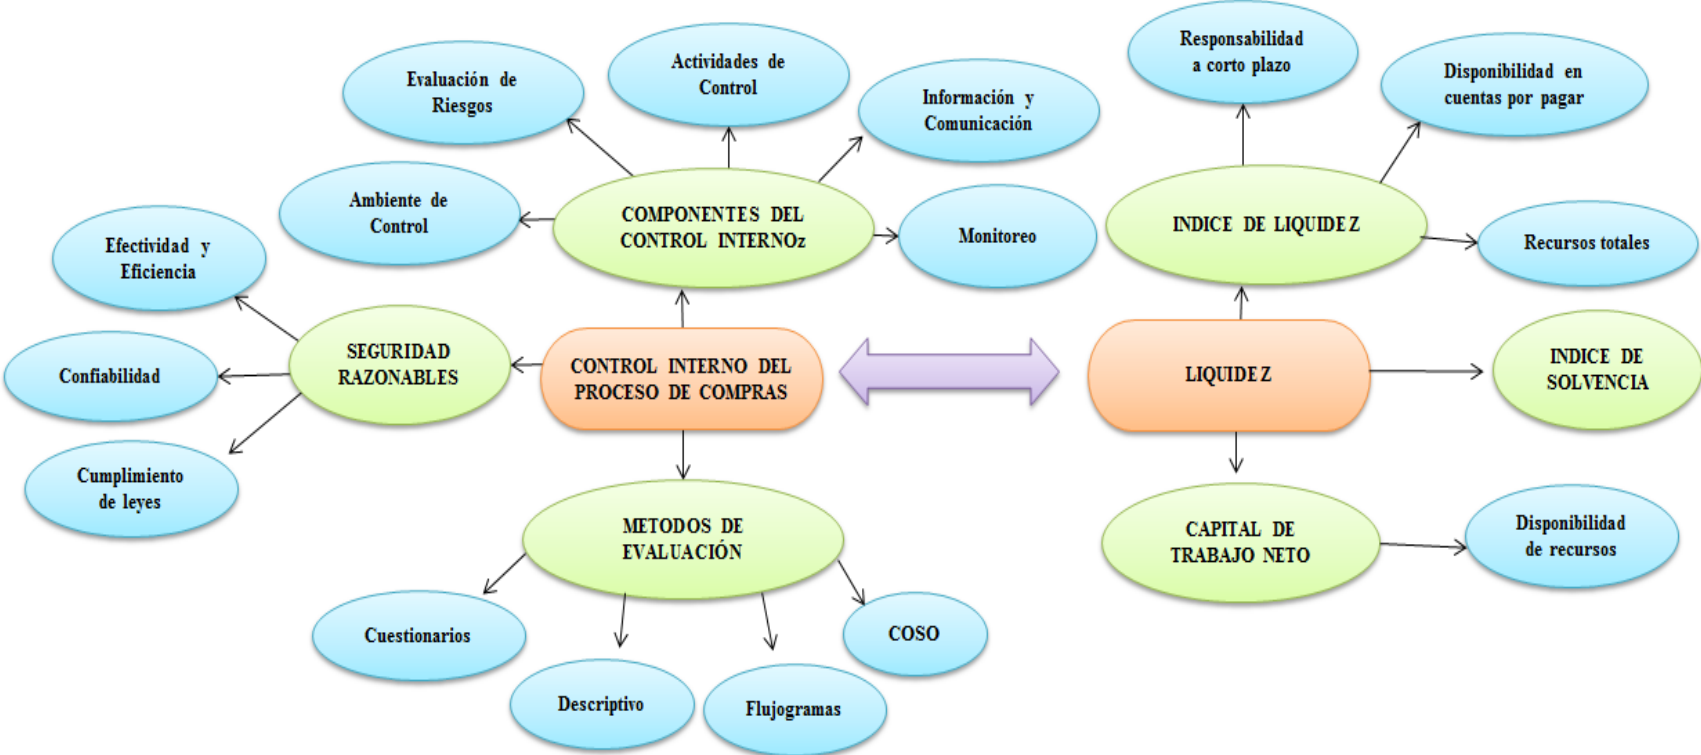 Responsabilidad
a corto plazo
Actividades de
Control
Evaluación de
Riesgos
Disponibilidad en
cuentas por pagar
Información y
Comunicación
Ambiente de
Control
COMPONENTES DEL
CONTROL INTERNOz
Monitoreo
INDICE DE LIQUIDEZ
Recursos totales
Efectividad y
Eficiencia
SEGURIDAD
RAZONABLES
CONTROL INTERNO DEL
PROCESO DE COMPRAS
LIQUIDEZ
INDICE DE
SOLVENCIA
Confiabilidad
Cumplimiento
de leyes
METODOS DE
EVALUACIÓN
CAPITAL DE
TRABAJO NETO
Disponibilidad
de recursos
Cuestionarios
Descriptivo
Flujogramas
COSO